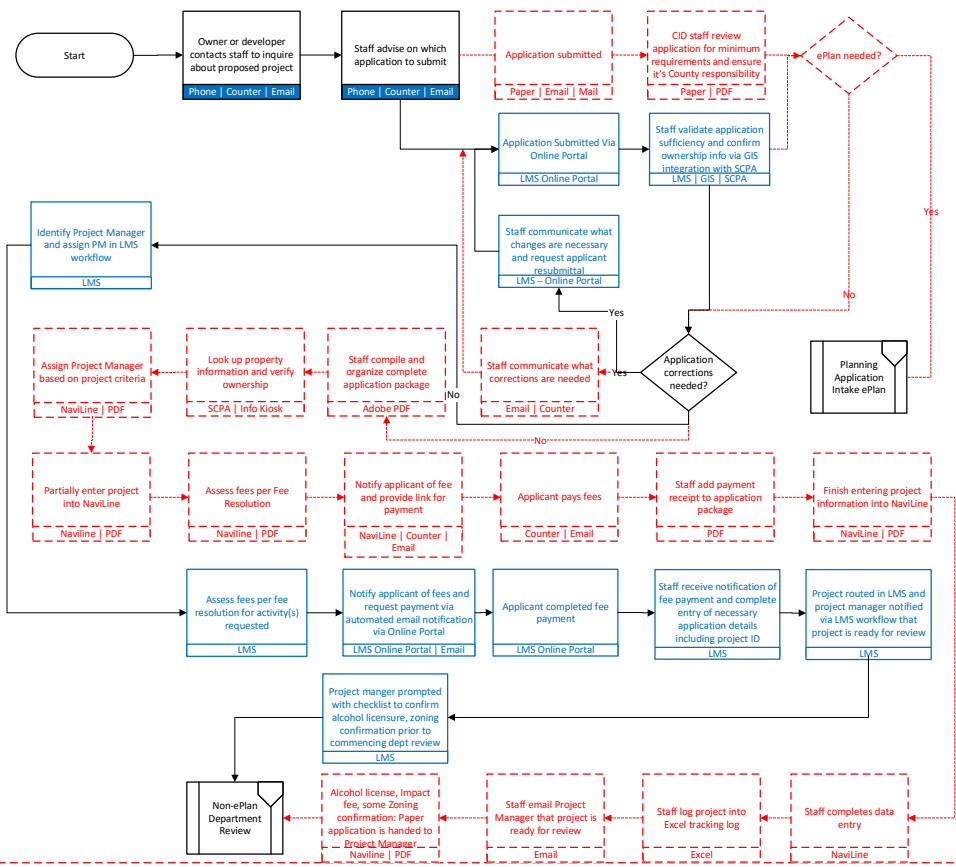 Start
Owner or developer
contacts staff to inquire
about proposed project
Phone | Counter | Email
Staff advise on which
application to submit
Phone | Counter | Email
Application submitted
Paper | Email | Mail
CID staff review
application for minimum
requirements and ensure
it's County responsibility
Paper | PDF
ePlan needed?
Application Submitted Via
Online Portal
LMS Online Portal
Staff validate application
sufficiency and confirm
ownership info via GIS
integration with SCPA
LMS | GIS | SCPA
Yes
Identify Project Manager
and assign PM in LMS
workflow
LMS
Staff communicate what
changes are necessary
and request applicant
resubmittal
LMS – Online Portal
No
Yes
Assign Project Manager
based on project criteria
NaviLine | PDF
Look up property
information and verify
ownership
SCPA | Info Kiosk
Staff compile and
organize complete
application package
Adobe PDF
No
Staff communicate what
corrections are needed
Email | Counter
Yes
Application
corrections
needed?
Planning
Application
Intake ePlan
No
Partially enter project
into NaviLine
Naviline | PDF
Assess fees per Fee
Resolution
Naviline | PDF
Notify applicant of fee
and provide link for
payment
NaviLine | Counter |
Email
Applicant pays fees
Counter | Email
Staff add payment
receipt to application
package
PDF
Finish entering project
information into NaviLine
NaviLine | PDF
Assess fees per fee
resolution for activity(s)
requested
LMS
Notify applicant of fees and
request payment via
automated email notification
via Online Portal
LMS Online Portal | Email
Applicant completed fee
payment
LMS Online Portal
Staff receive notification of
fee payment and complete
entry of necessary
application details
including project ID
LMS
Project routed in LMS and
project manager notified
via LMS workflow that
project is ready for review
LMS
Project manger prompted
with checklist to confirm
alcohol licensure, zoning
confirmation prior to
commencing dept review
LMS
Non-ePlan
Department
Review
Alcohol license, Impact
fee, some Zoning
confirmation: Paper
application is handed to
Project Manager
Naviline | PDF
Staff email Project
Manager that project is
ready for review
Email
Staff log project into
Excel tracking log
Excel
Staff completes data
entry
NaviLine